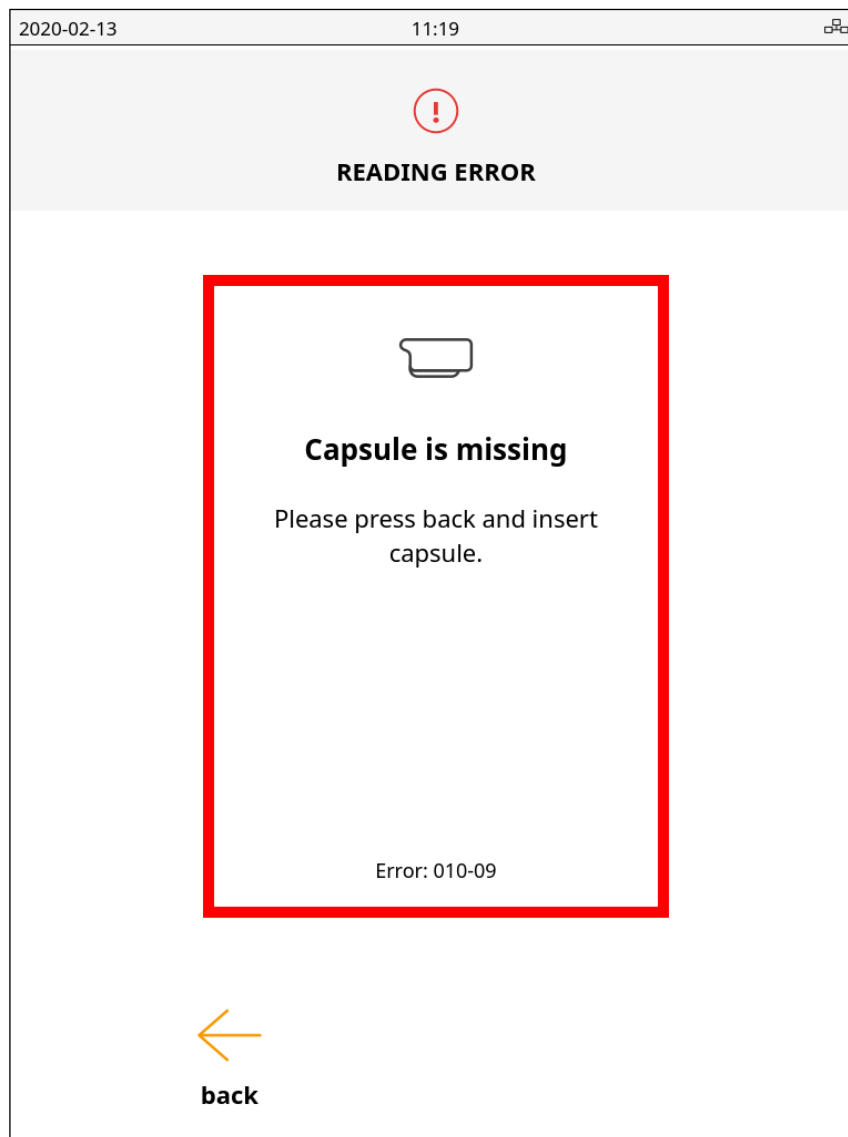 2020-02-13 11:19
READING ERROR
Capsule is missing
Please press back and insert
capsule.
Error: 010-09
back